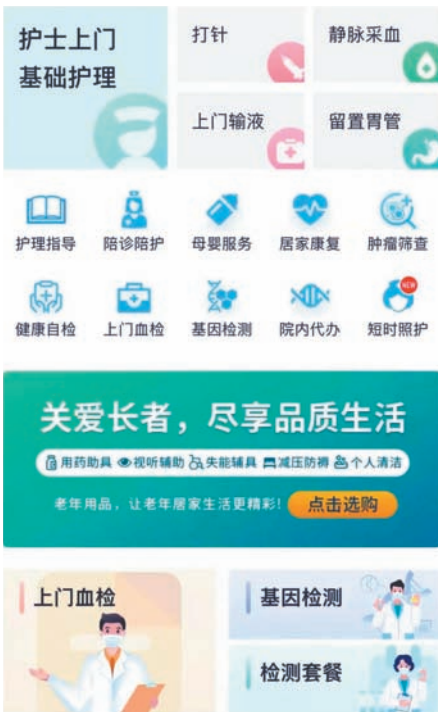 护士上门
基础护理
打针
静脉采血
上门输液
留置胃管
护理指导
陪诊陪护
母婴服务
居家康复
肿瘤筛查
NEW
健康自检
上门血检
基因检测
院内代办
短时照护
关爱长者，尽享品质生活
用药助具 视听辅助 失能辅具 减压防褥 个人清洁
老年用品，让老年居家生活更精彩！ 点击选购
上门血检
基因检测
检测套餐